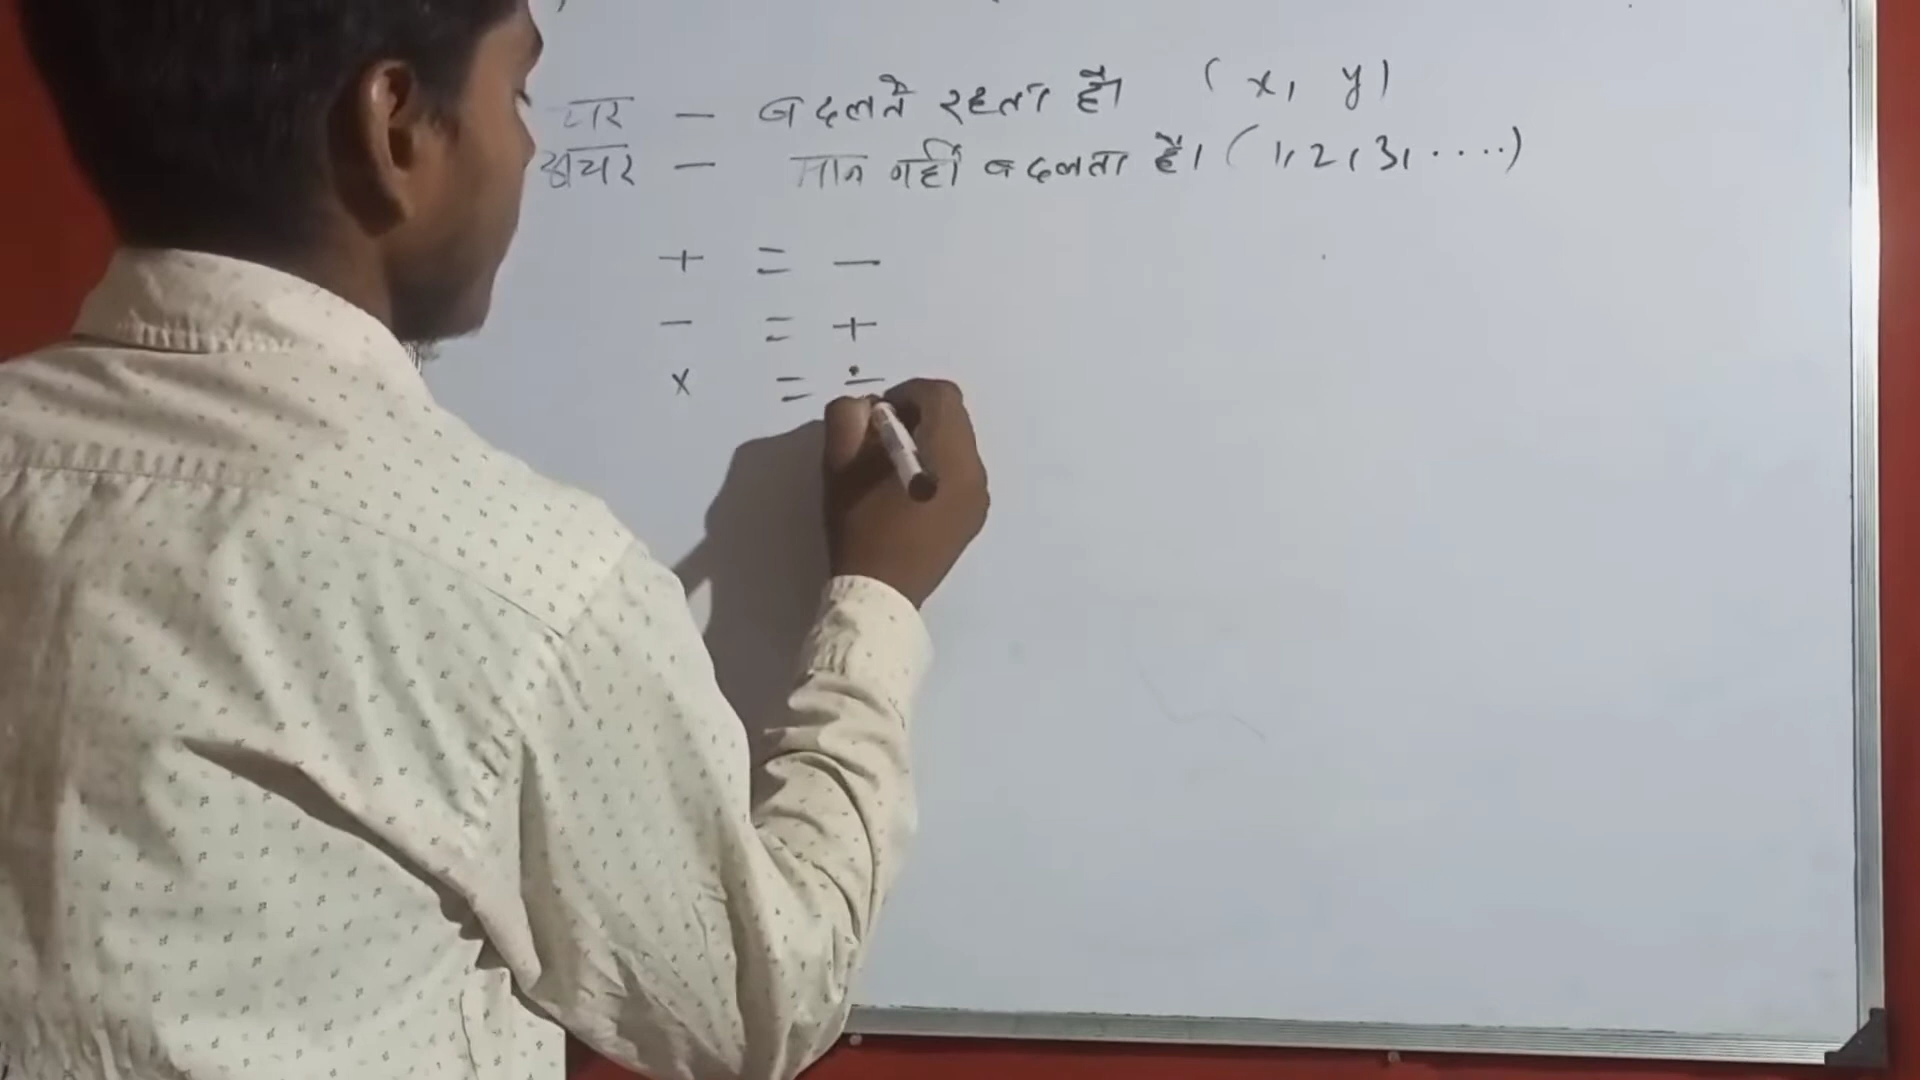 चर - बदलते रहता है। (x, y)
अचर - मान नहीं बदलता है। (1, 2, 3, ....)
+ = -
- = +
x = ÷